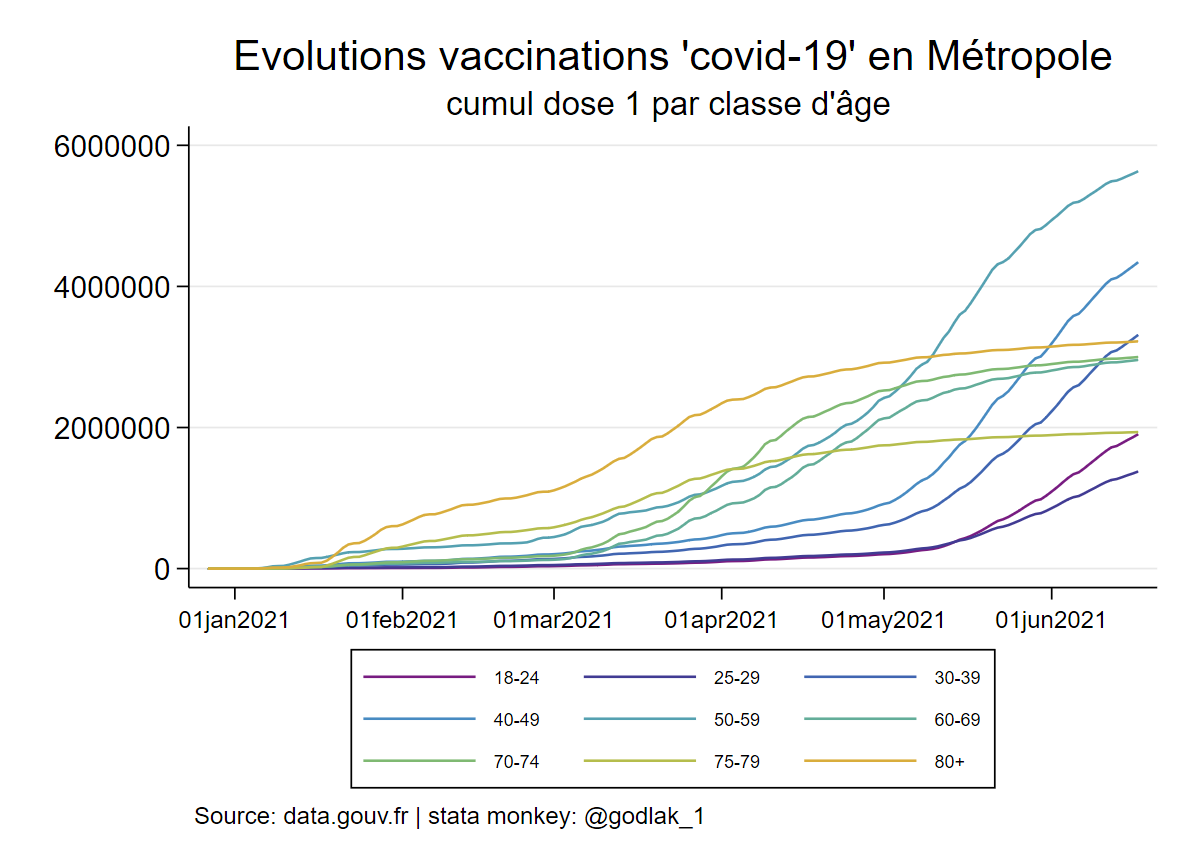 Evolutions vaccinations 'covid-19' en Métropole
cumul dose 1 par classe d'âge
6000000
4000000
2000000
0
01jan2021 01feb2021 01mar2021 01apr2021 01may2021 01jun2021
18-24 25-29 30-39
40-49 50-59 60-69
70-74 75-79 80+
Source: data.gouv.fr | stata monkey: @godlak_1